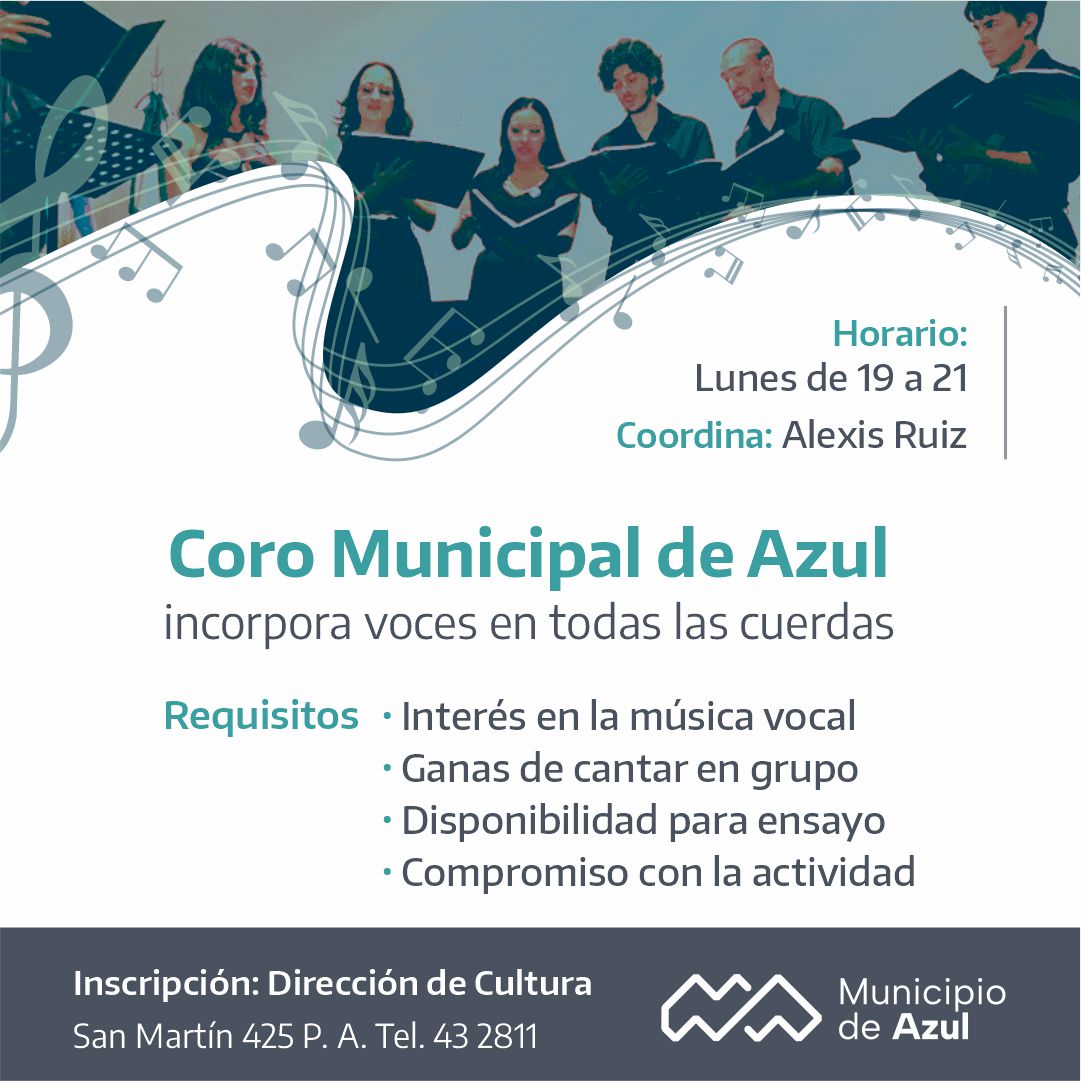 Horario:
Lunes de 19 a 21
Coordina: Alexis Ruiz
Coro Municipal de Azul
incorpora voces en todas las cuerdas
Requisitos · Interés en la música vocal
· Ganas de cantar en grupo
· Disponibilidad para ensayo
· Compromiso con la actividad
Inscripción: Dirección de Cultura
San Martín 425 P. A. Tel. 43 2811
Municipio
de Azul